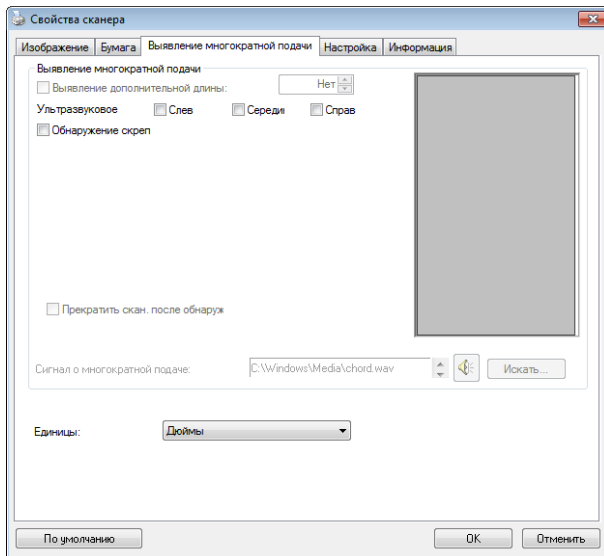 Свойства сканера
Изображение Бумага Выявление многократной подачи Настройка Информация
Выявление многократной подачи
Выявление дополнительной длины: Нет
Ультразвуковое Слев Середи Справ
Обнаружение скреп
Прекратить скан. после обнаруж
Сигнал о многократной подаче: C:\Windows\Media\chord.wav Искать...
Единицы: Дюймы
По умолчанию OK Отменить